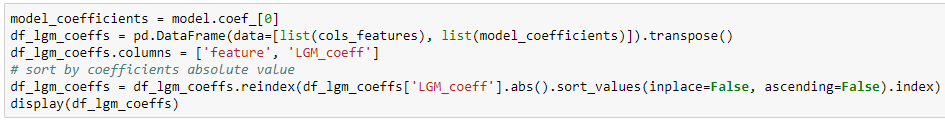 model_coefficients = model.coef_[0]
df_lgm_coeffs = pd.DataFrame(data=[list(cols_features), list(model_coefficients)]).transpose()
df_lgm_coeffs.columns = ['feature', 'LGM_coeff']
# sort by coefficients absolute value
df_lgm_coeffs = df_lgm_coeffs.reindex(df_lgm_coeffs['LGM_coeff'].abs().sort_values(inplace=False, ascending=False).index)
display(df_lgm_coeffs)